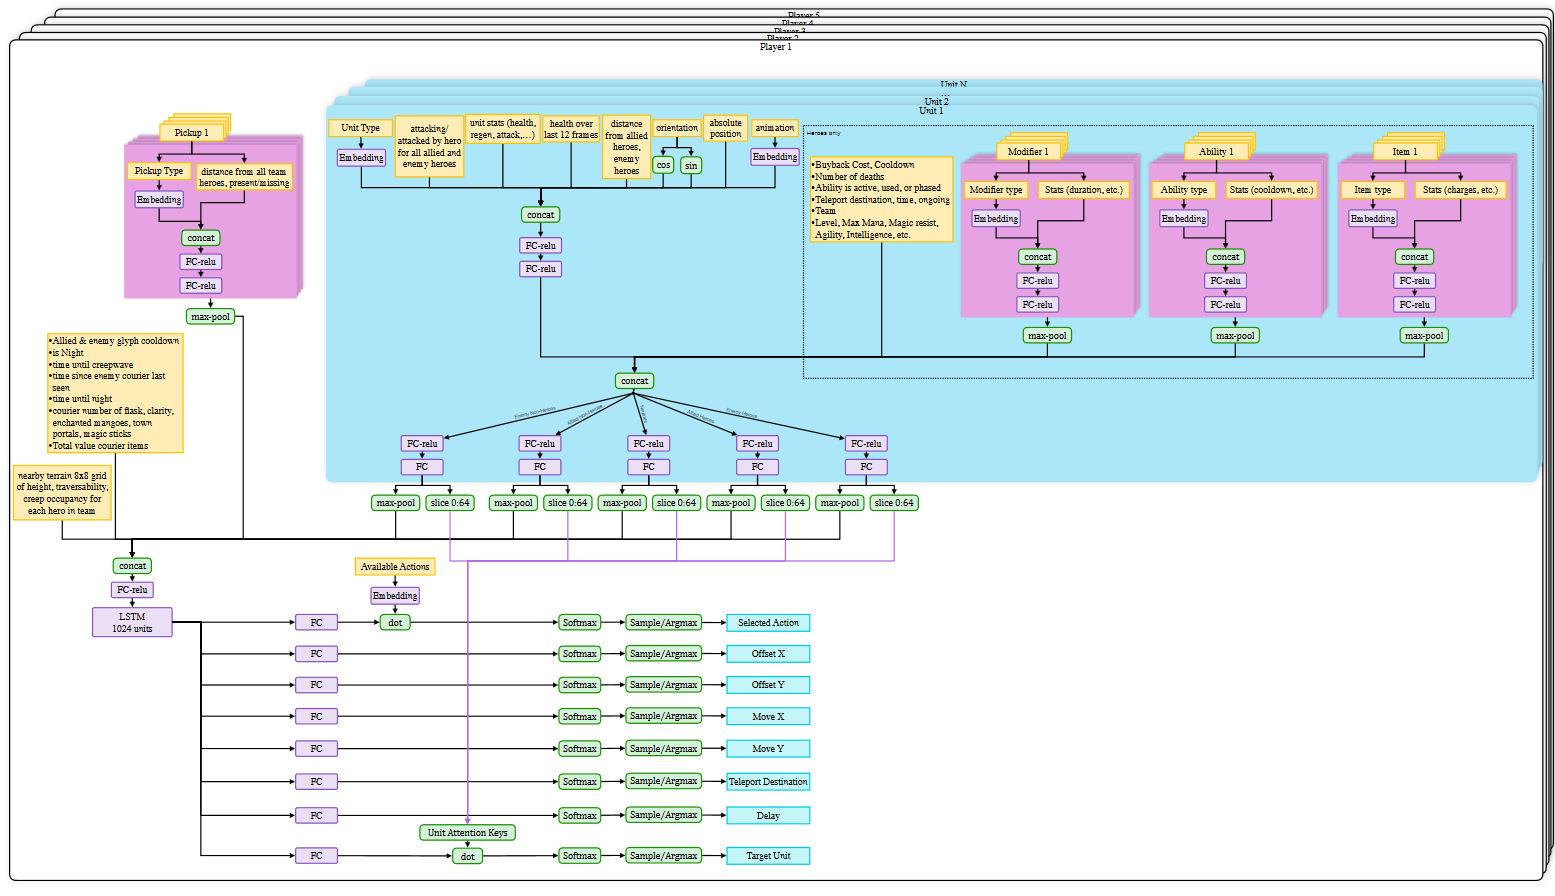 Player 5
Player 4
Player 3
Player 2
Player 1
Unit N
...
Unit 2
Unit 1
Pickup 1
Pickup Type
distance from all team
heroes, present/missing
Embedding
concat
FC-relu
FC-relu
max-pool
Unit Type
Embedding
attacking/
attacked by hero
for all allied and
enemy heroes
unit stats (health,
regen, attack,...)
health over
last 12 frames
distance
from allied
heroes,
enemy
heroes
orientation
cos
sin
absolute
position
animation
Embedding
concat
FC-relu
FC-relu
Heroes only
•Buyback Cost, Cooldown
•Number of deaths
•Ability is active, used, or phased
•Teleport destination, time, ongoing
•Team
•Level, Max Mana, Magic resist,
Agility, Intelligence, etc.
Modifier 1
Modifier type
Stats (duration, etc.)
Embedding
concat
FC-relu
FC-relu
max-pool
Ability 1
Ability type
Stats (cooldown, etc.)
Embedding
concat
FC-relu
FC-relu
max-pool
Item 1
Item type
Stats (charges, etc.)
Embedding
concat
FC-relu
FC-relu
max-pool
•Allied & enemy glyph cooldown
•is Night
•time until creepwave
•time since enemy courier last
seen
•time until night
•courier number of flask, clarity,
enchanted mangoes, town
portals, magic sticks
•Total value courier items
nearby terrain 8x8 grid
of height, traversability,
creep occupancy for
each hero in team
concat
Enemy Non-Heroes
Allied Non-Heroes
Neutrals
Allied Heroes
Enemy Heroes
FC-relu
FC-relu
FC-relu
FC-relu
FC-relu
FC
FC
FC
FC
FC
max-pool
slice 0:64
max-pool
slice 0:64
max-pool
slice 0:64
max-pool
slice 0:64
max-pool
slice 0:64
concat
FC-relu
LSTM
1024 units
Available Actions
Embedding
FC
dot
Softmax
Sample/Argmax
Selected Action
FC
Softmax
Sample/Argmax
Offset X
FC
Softmax
Sample/Argmax
Offset Y
FC
Softmax
Sample/Argmax
Move X
FC
Softmax
Sample/Argmax
Move Y
FC
Softmax
Sample/Argmax
Teleport Destination
FC
Softmax
Sample/Argmax
Delay
Unit Attention Keys
FC
dot
Softmax
Sample/Argmax
Target Unit